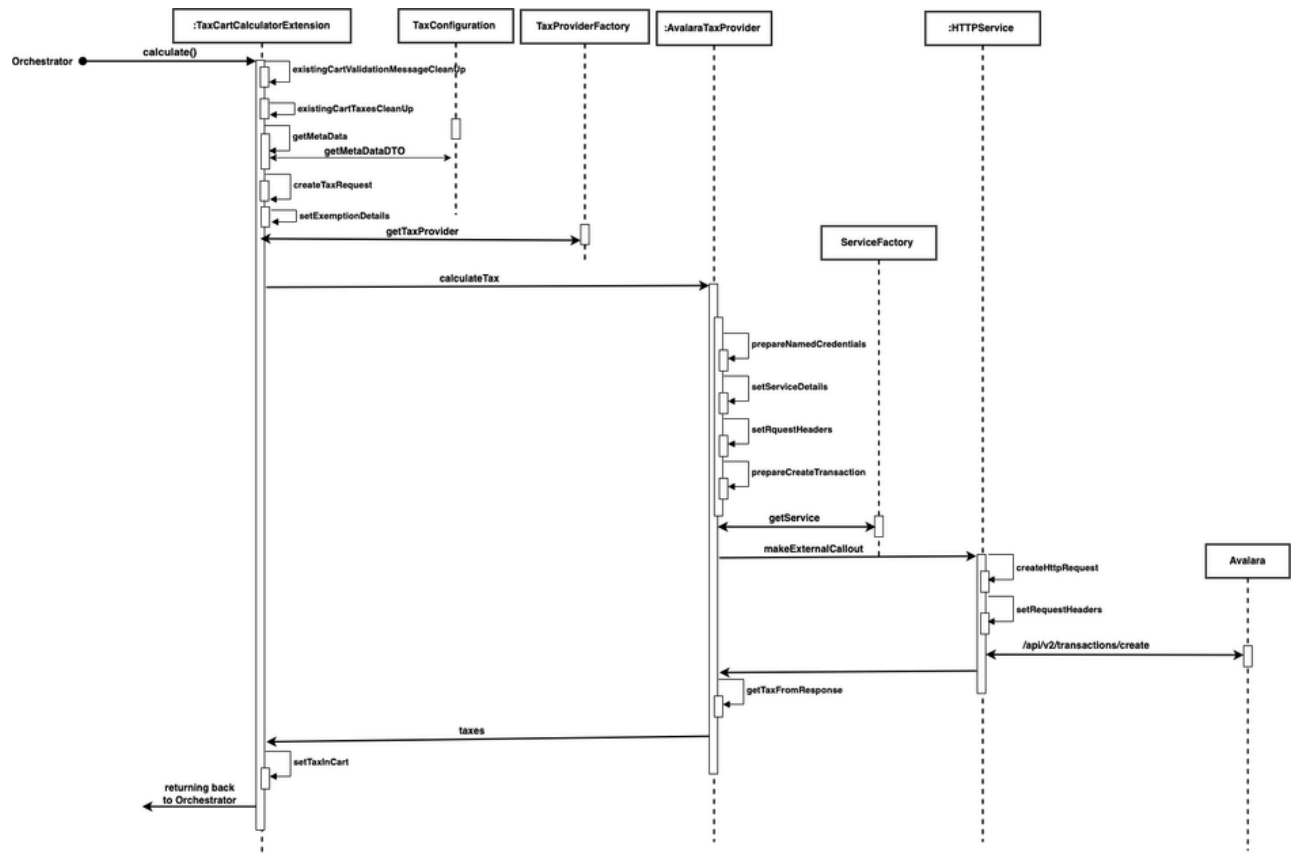 :TaxCartCalculatorExtension
TaxConfiguration
TaxProviderFactory
:AvalaraTaxProvider
:HTTPService
calculate()
Orchestrator
existingCartValidationMessageCleanUp
existingCartTaxesCleanUp
getMetaData
getMetaDataDTO
createTaxRequest
setExemptionDetails
getTaxProvider
ServiceFactory
calculateTax
prepareNamedCredentials
setServiceDetails
setRquestHeaders
prepareCreateTransaction
getService
makeExternalCallout
Avalara
createHttpRequest
setRequestHeaders
/api/v2/transactions/create
getTaxFromResponse
taxes
setTaxInCart
returning back
to Orchestrator